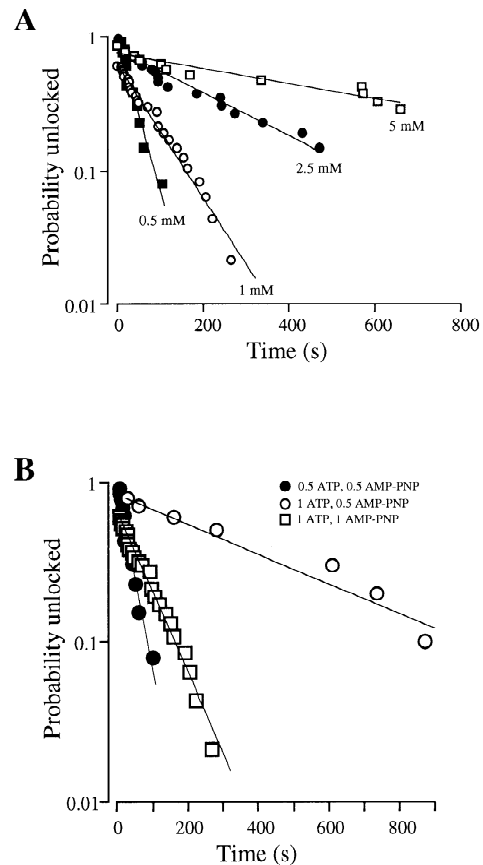 A
Probability unlocked
1
0.1
0.01
5 mM
2.5 mM
0.5 mM
1 mM
0 200 400 600 800
Time (s)
B
Probability unlocked
1
0.1
0.01
0.5 ATP, 0.5 AMP-PNP
1 ATP, 0.5 AMP-PNP
1 ATP, 1 AMP-PNP
0 200 400 600 800
Time (s)